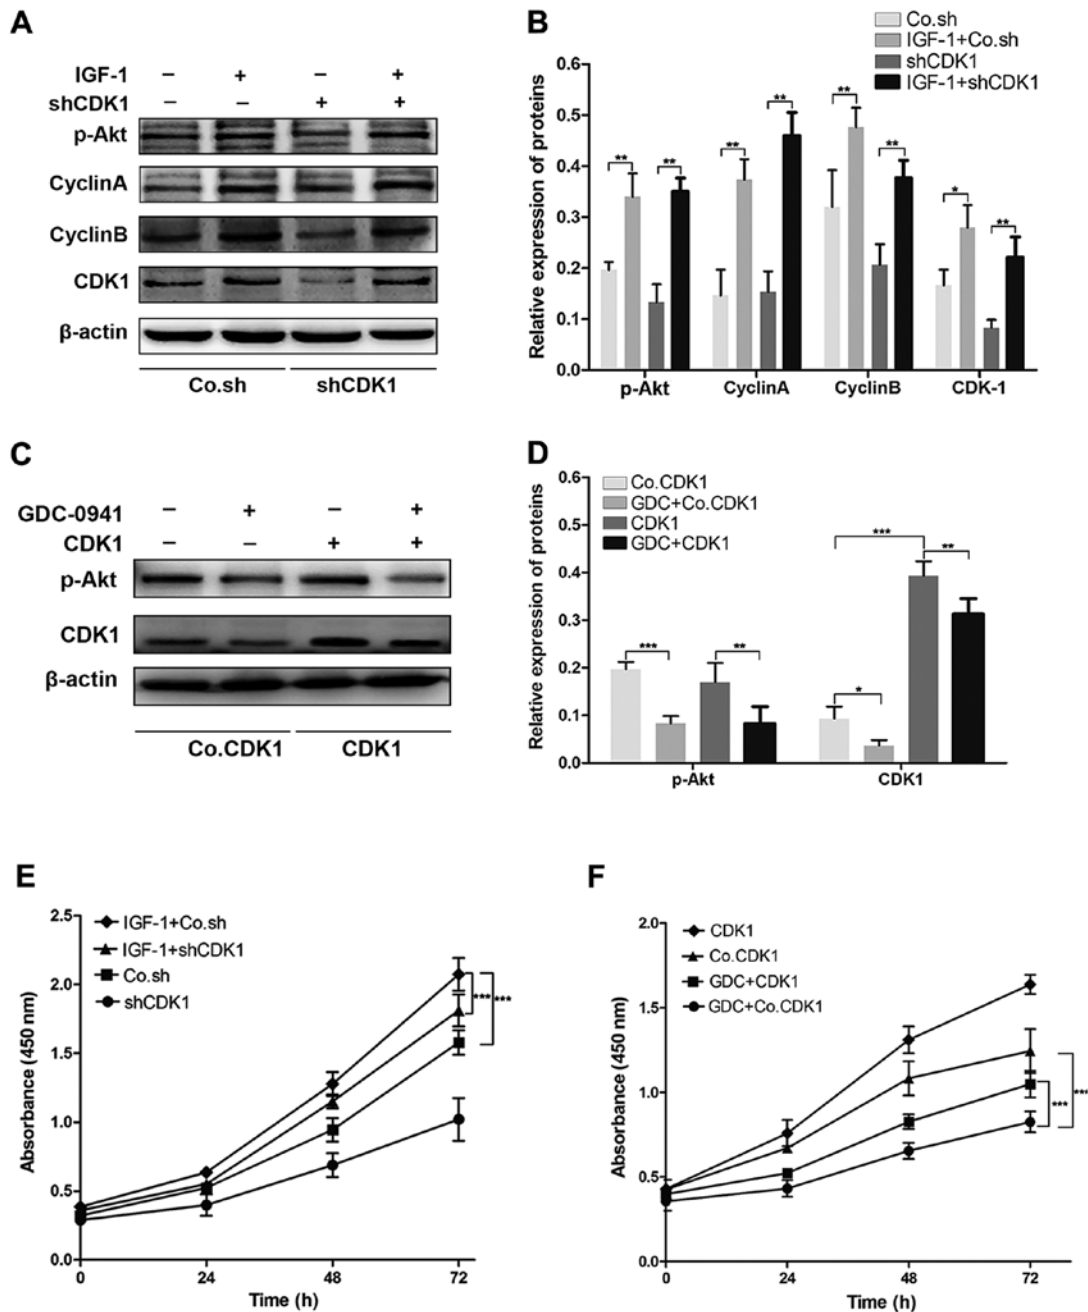 A
IGF-1 – + – +
shCDK1 – – + +
p-Akt
CyclinA
CyclinB
CDK1
β-actin
Co.sh shCDK1
B
Co.sh
IGF-1+Co.sh
shCDK1
IGF-1+shCDK1
Relative expression of proteins
0.6
0.5
0.4
0.3
0.2
0.1
0.0
** ** ** ** ** ** * **
p-Akt CyclinA CyclinB CDK-1
C
GDC-0941 – + – +
CDK1 – – + +
p-Akt
CDK1
β-actin
Co.CDK1 CDK1
D
Co.CDK1
GDC+Co.CDK1
CDK1
GDC+CDK1
Relative expression of proteins
0.6
0.5
0.4
0.3
0.2
0.1
0.0
*** ** * *** **
p-Akt CDK1
E
IGF-1+Co.sh
IGF-1+shCDK1
Co.sh
shCDK1
Absorbance (450 nm)
2.5
2.0
1.5
1.0
0.5
0.0
*** ***
0 24 48 72
Time (h)
F
CDK1
Co.CDK1
GDC+CDK1
GDC+Co.CDK1
Absorbance (450 nm)
2.0
1.5
1.0
0.5
0.0
*** ***
0 24 48 72
Time (h)